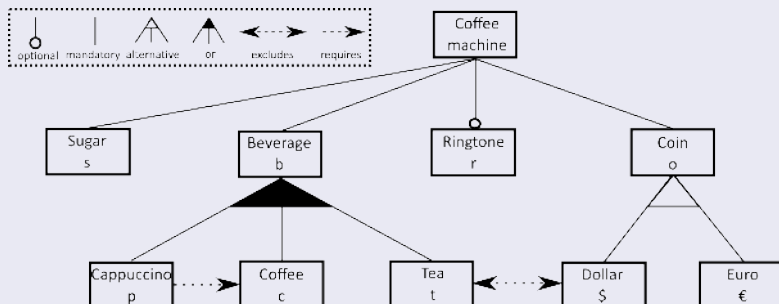 optional mandatory alternative or excludes requires
Coffee
machine
Sugar
s
Beverage
b
Ringtone
r
Coin
o
Cappuccino
p
Coffee
c
Tea
t
Dollar
$
Euro
€